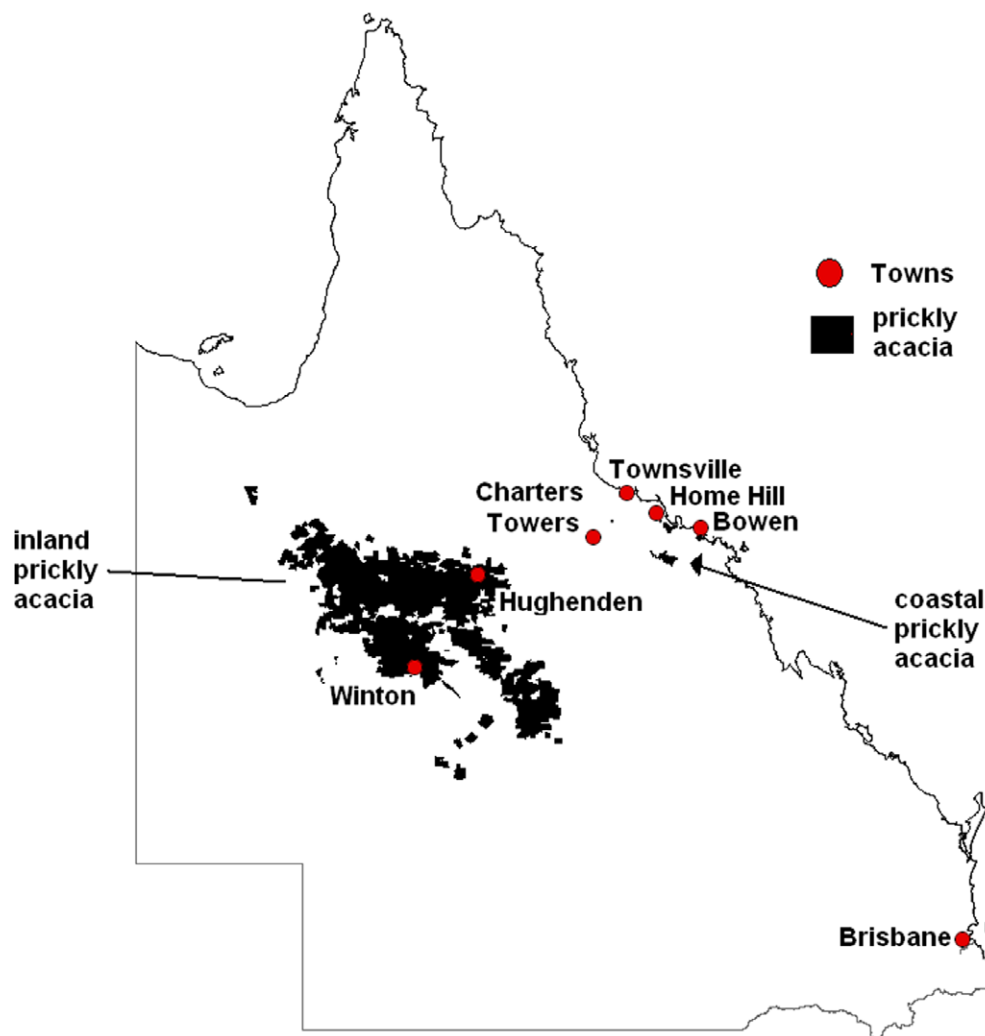 Towns
prickly
acacia
Townsville
Charters
Home Hill
Towers
Bowen
inland
prickly
acacia
Hughenden
coastal
prickly
acacia
Winton
Brisbane